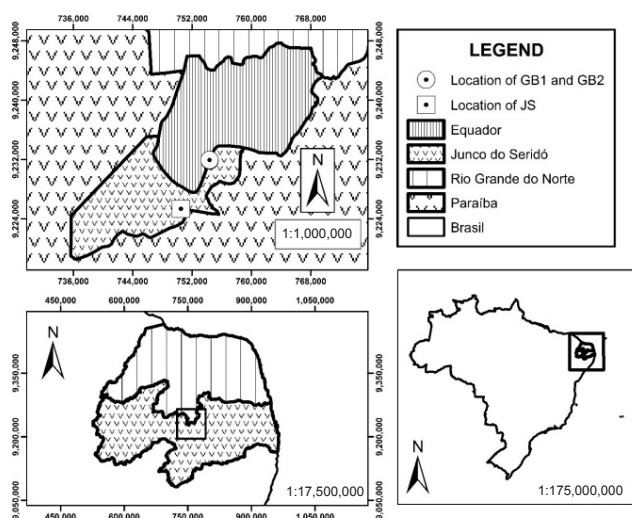 736,000 744,000 752,000 760,000 768,000
9,248,000 9,248,000
9,240,000 9,240,000
9,232,000 9,232,000
9,224,000 9,224,000
N
1:1,000,000
736,000 744,000 752,000 760,000 768,000
LEGEND
Location of GB1 and GB2
Location of JS
Equador
Junco do Seridó
Rio Grande do Norte
Paraíba
Brasil
450,000 600,000 750,000 900,000 1,050,000
N
9,350,000 9,350,000
9,200,000 9,200,000
9,050,000 9,050,000
1:17,500,000
450,000 600,000 750,000 900,000 1,050,000
N
1:175,000,000